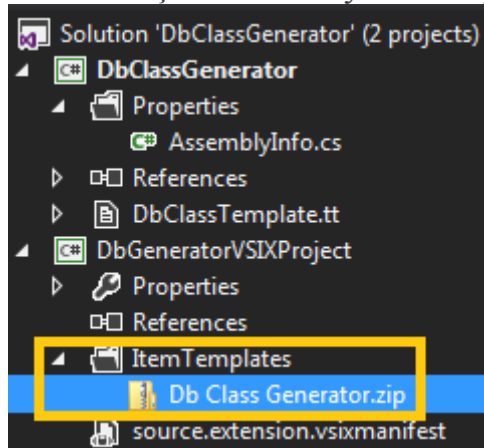 Solution 'DbClassGenerator' (2 projects)
C# DbClassGenerator
Properties
C# AssemblyInfo.cs
References
DbClassTemplate.tt
C# DbGeneratorVSIXProject
Properties
References
ItemTemplates
Db Class Generator.zip
source.extension.vsixmanifest